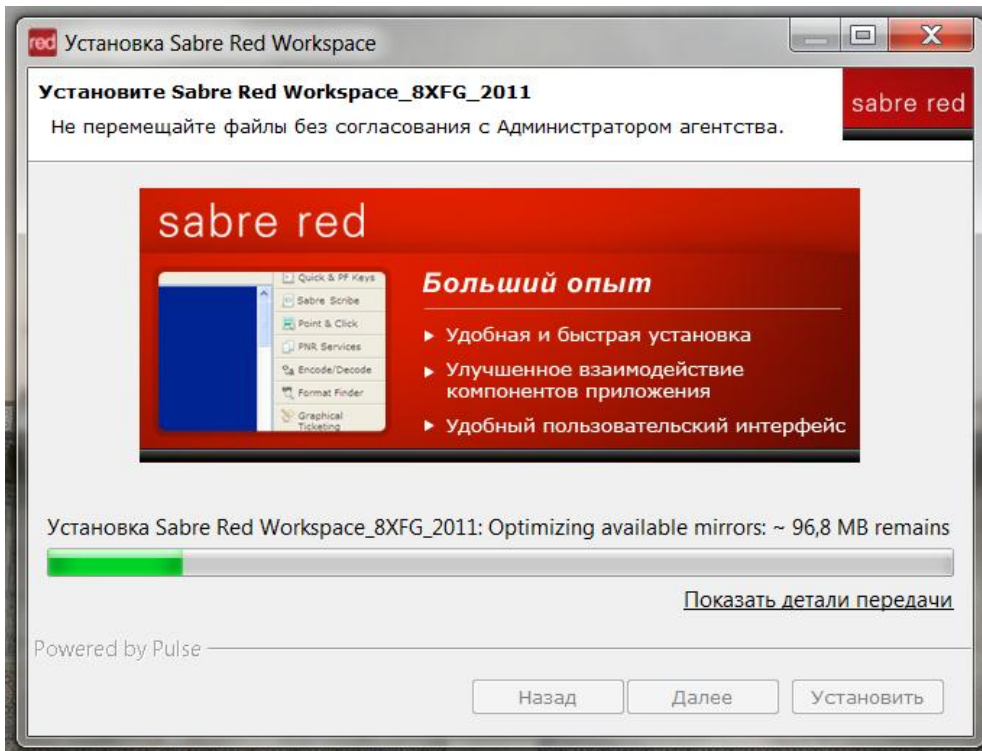 red Установка Sabre Red Workspace
Установите Sabre Red Workspace_8XFG_2011
Не перемещайте файлы без согласования с Администратором агентства.
sabre red
sabre red
Quick & PF Keys
Sabre Scribe
Point & Click
PNR Services
Encode/Decode
Format Finder
Graphical
Ticketing
Больший опыт
Удобная и быстрая установка
Улучшенное взаимодействие
компонентов приложения
Удобный пользовательский интерфейс
Установка Sabre Red Workspace_8XFG_2011: Optimizing available mirrors: ~ 96,8 MB remains
Показать детали передачи
Powered by Pulse
Назад Далее Установить